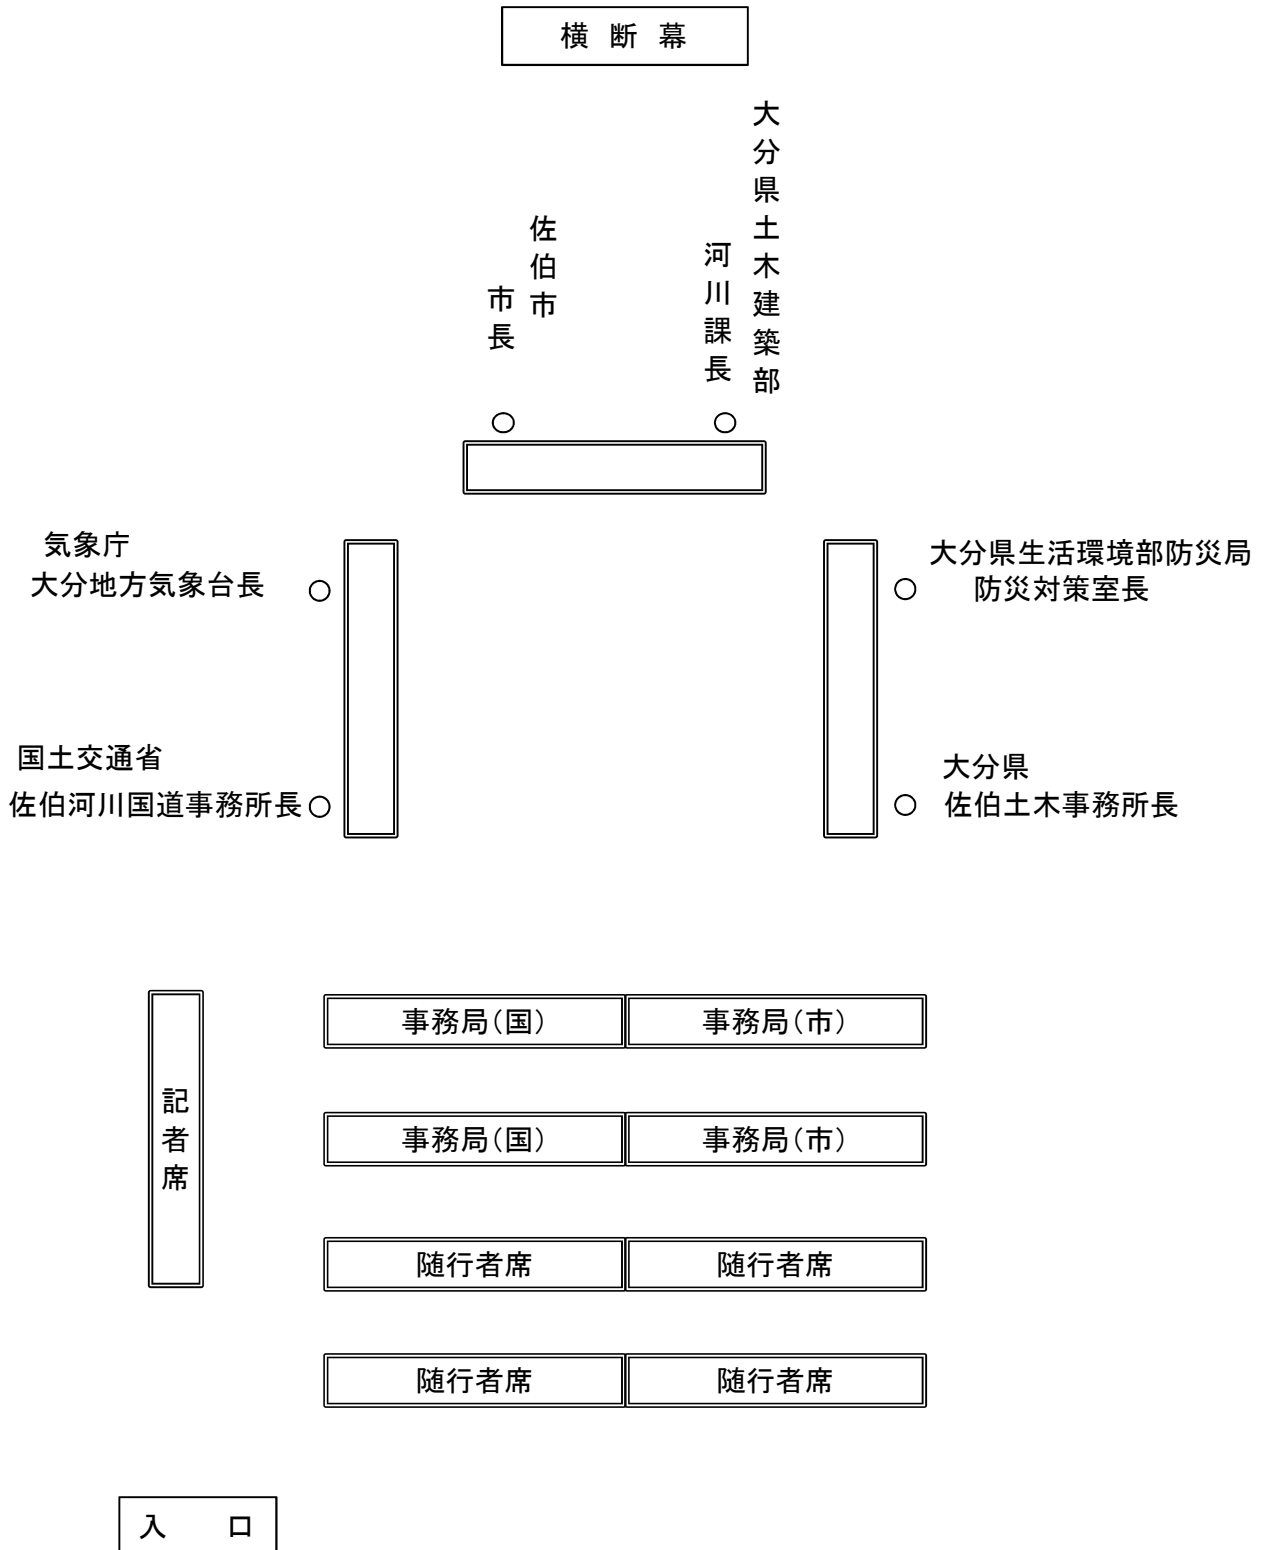 横断幕
大分県土木建築部
河川課長
佐伯市
市長
気象庁
大分地方気象台長
大分県生活環境部防災局
防災対策室長
国土交通省
佐伯河川国道事務所長
大分県
佐伯土木事務所長
記者席
事務局(国)
事務局(市)
事務局(国)
事務局(市)
随行者席
随行者席
随行者席
随行者席
入 口